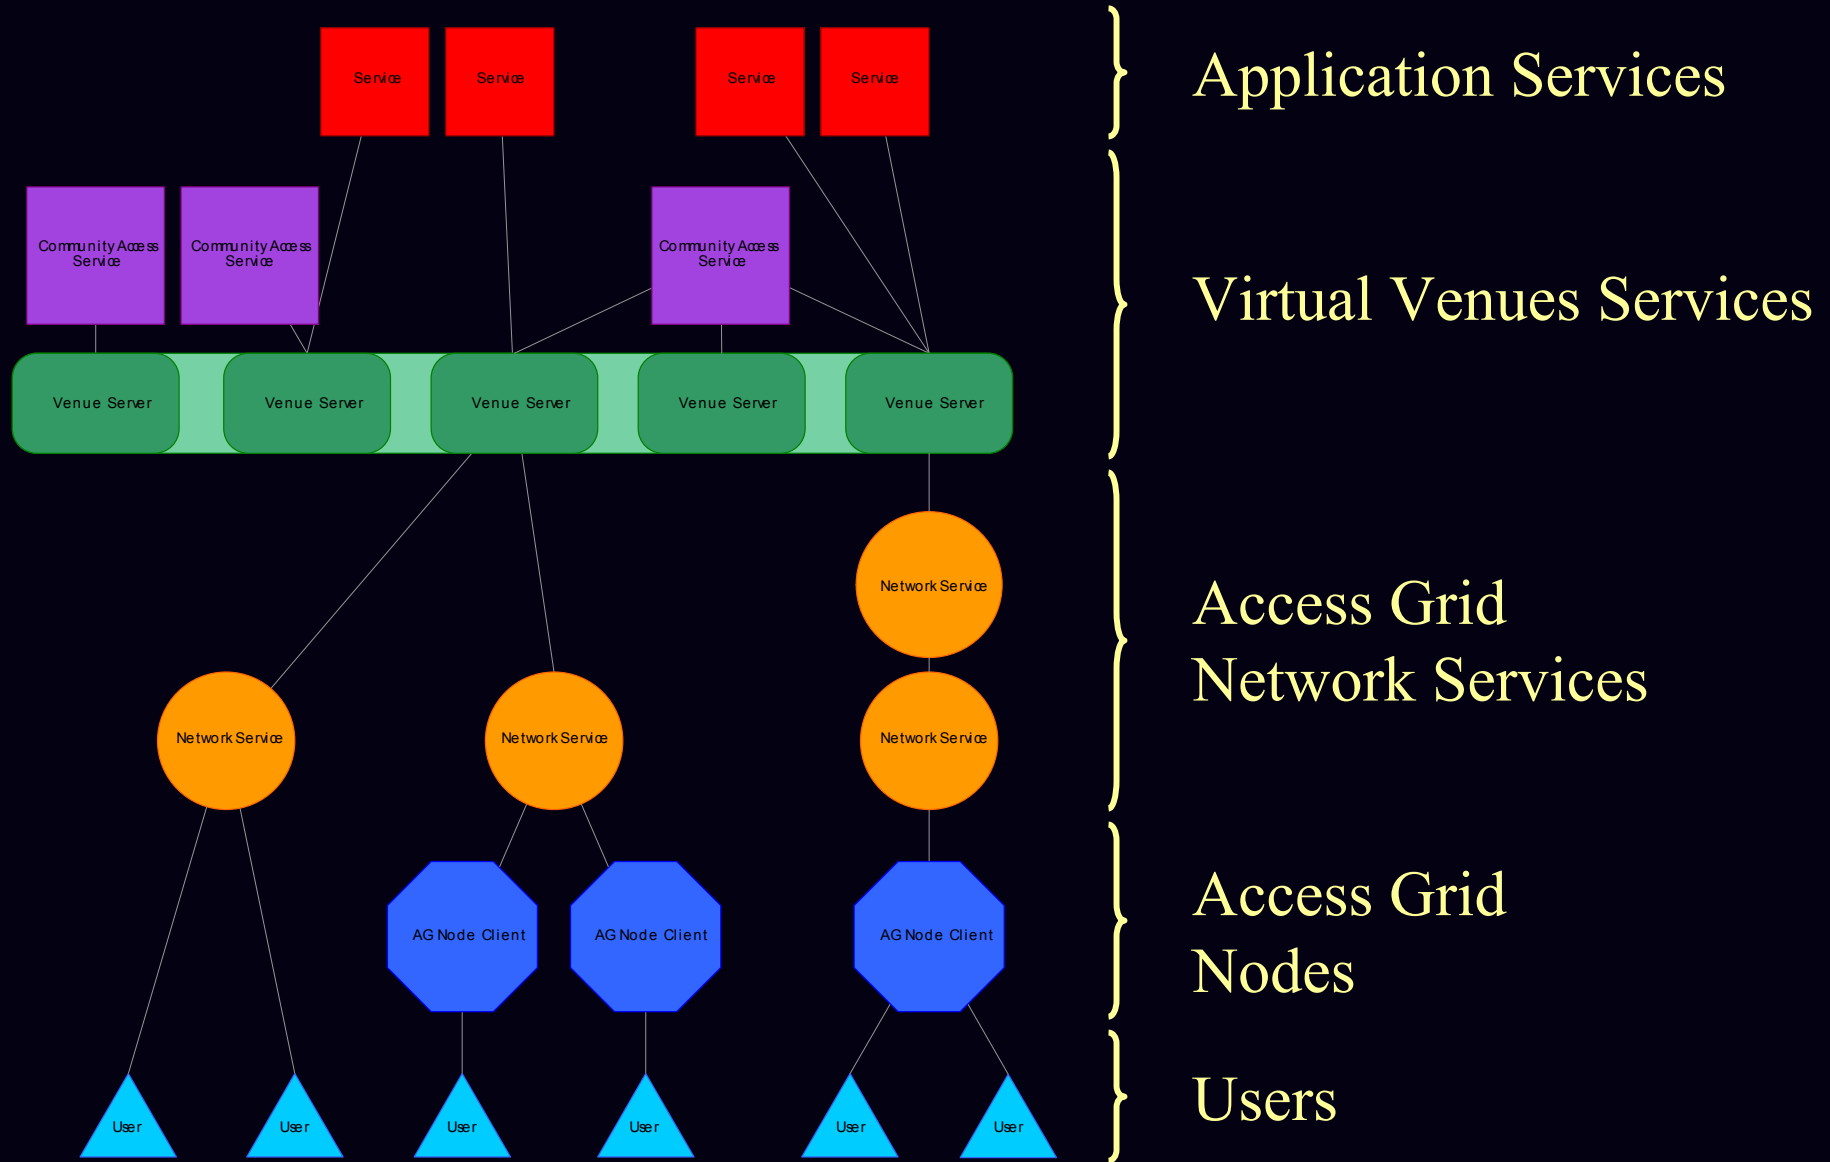 Service
Service
Service
Service
Application Services
Community Access
Service
Community Access
Service
Community Access
Service
Virtual Venues Services
Venue Server
Venue Server
Venue Server
Venue Server
Venue Server
Network Service
Access Grid
Network Services
Network Service
Network Service
Network Service
AG Node Client
AG Node Client
AG Node Client
Access Grid
Nodes
User
User
User
User
User
User
Users